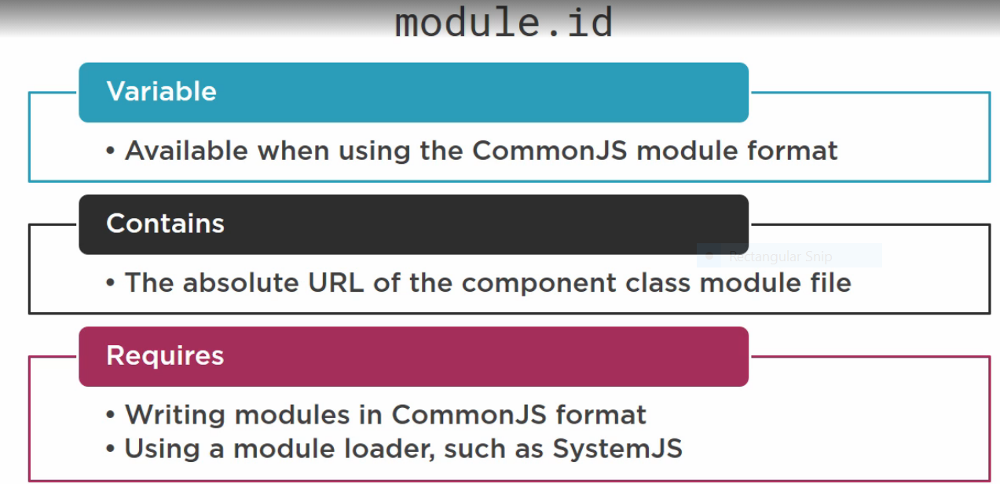 module.id
Variable
• Available when using the CommonJS module format
Contains
Rectangular Snip
• The absolute URL of the component class module file
Requires
• Writing modules in CommonJS format
• Using a module loader, such as SystemJS